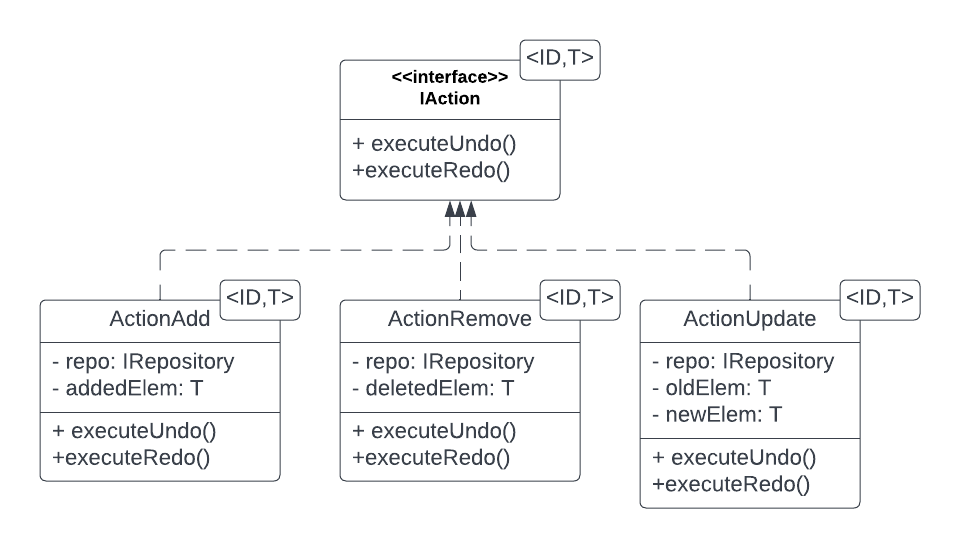 <ID,T>
<<interface>>
IAction
+ executeUndo()
+executeRedo()
<ID,T>
ActionAdd
- repo: IRepository
- addedElem: T
+ executeUndo()
+executeRedo()
<ID,T>
ActionRemove
- repo: IRepository
- deletedElem: T
+ executeUndo()
+executeRedo()
<ID,T>
ActionUpdate
- repo: IRepository
- oldElem: T
- newElem: T
+ executeUndo()
+executeRedo()